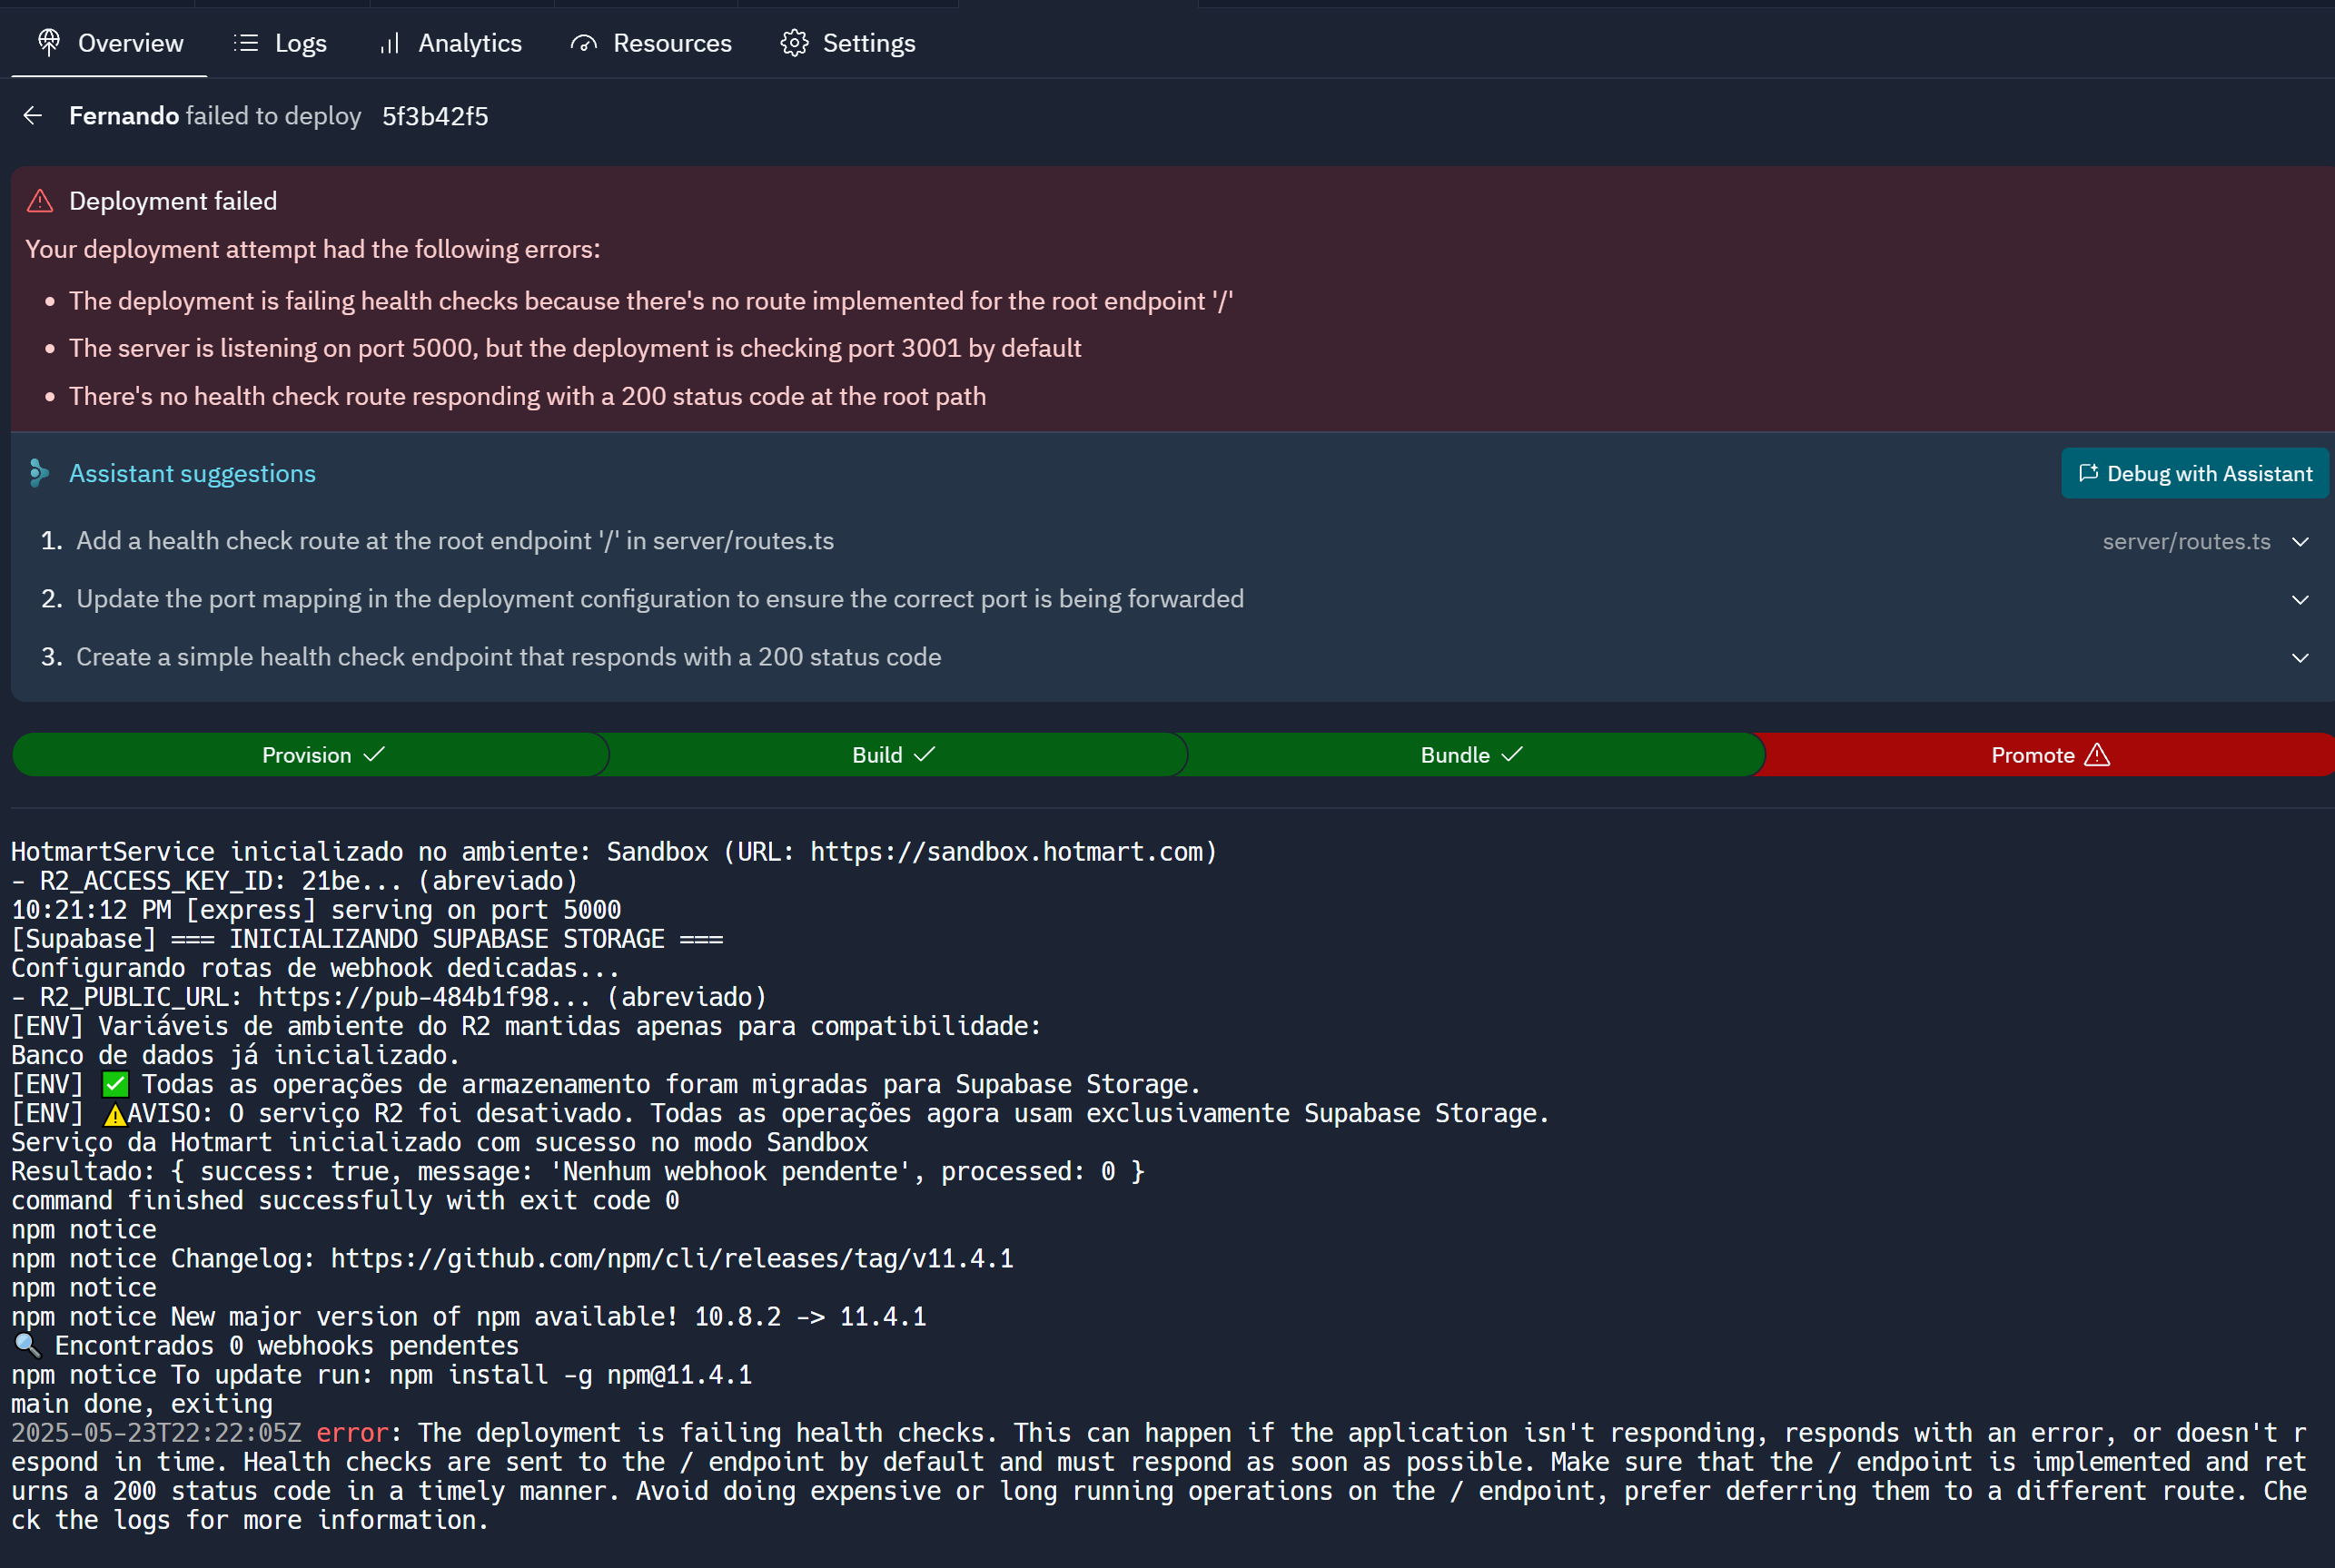 Overview Logs Analytics Resources Settings
Fernando failed to deploy 5f3b42f5
Deployment failed
Your deployment attempt had the following errors:
• The deployment is failing health checks because there's no route implemented for the root endpoint '/'
• The server is listening on port 5000, but the deployment is checking port 3001 by default
• There's no health check route responding with a 200 status code at the root path
Assistant suggestions Debug with Assistant
1. Add a health check route at the root endpoint '/' in server/routes.ts server/routes.ts
2. Update the port mapping in the deployment configuration to ensure the correct port is being forwarded
3. Create a simple health check endpoint that responds with a 200 status code
Provision Build Bundle Promote
HotmartService inicializado no ambiente: Sandbox (URL: https://sandbox.hotmart.com)
- R2_ACCESS_KEY_ID: 21be... (abreviado)
10:21:12 PM [express] serving on port 5000
[Supabase] === INICIALIZANDO SUPABASE STORAGE ===
Configurando rotas de webhook dedicadas...
- R2_PUBLIC_URL: https://pub-484b1f98... (abreviado)
[ENV] Variáveis de ambiente do R2 mantidas apenas para compatibilidade:
Banco de dados já inicializado.
[ENV] ✅ Todas as operações de armazenamento foram migradas para Supabase Storage.
[ENV] ⚠️AVISO: O serviço R2 foi desativado. Todas as operações agora usam exclusivamente Supabase Storage.
Serviço da Hotmart inicializado com sucesso no modo Sandbox
Resultado: { success: true, message: 'Nenhum webhook pendente', processed: 0 }
command finished successfully with exit code 0
npm notice
npm notice Changelog: https://github.com/npm/cli/releases/tag/v11.4.1
npm notice
npm notice New major version of npm available! 10.8.2 -> 11.4.1
🔍 Encontrados 0 webhooks pendentes
npm notice To update run: npm install -g npm@11.4.1
main done, exiting
2025-05-23T22:22:05Z error: The deployment is failing health checks. This can happen if the application isn't responding, responds with an error, or doesn't r
espond in time. Health checks are sent to the / endpoint by default and must respond as soon as possible. Make sure that the / endpoint is implemented and ret
urns a 200 status code in a timely manner. Avoid doing expensive or long running operations on the / endpoint, prefer deferring them to a different route. Che
ck the logs for more information.